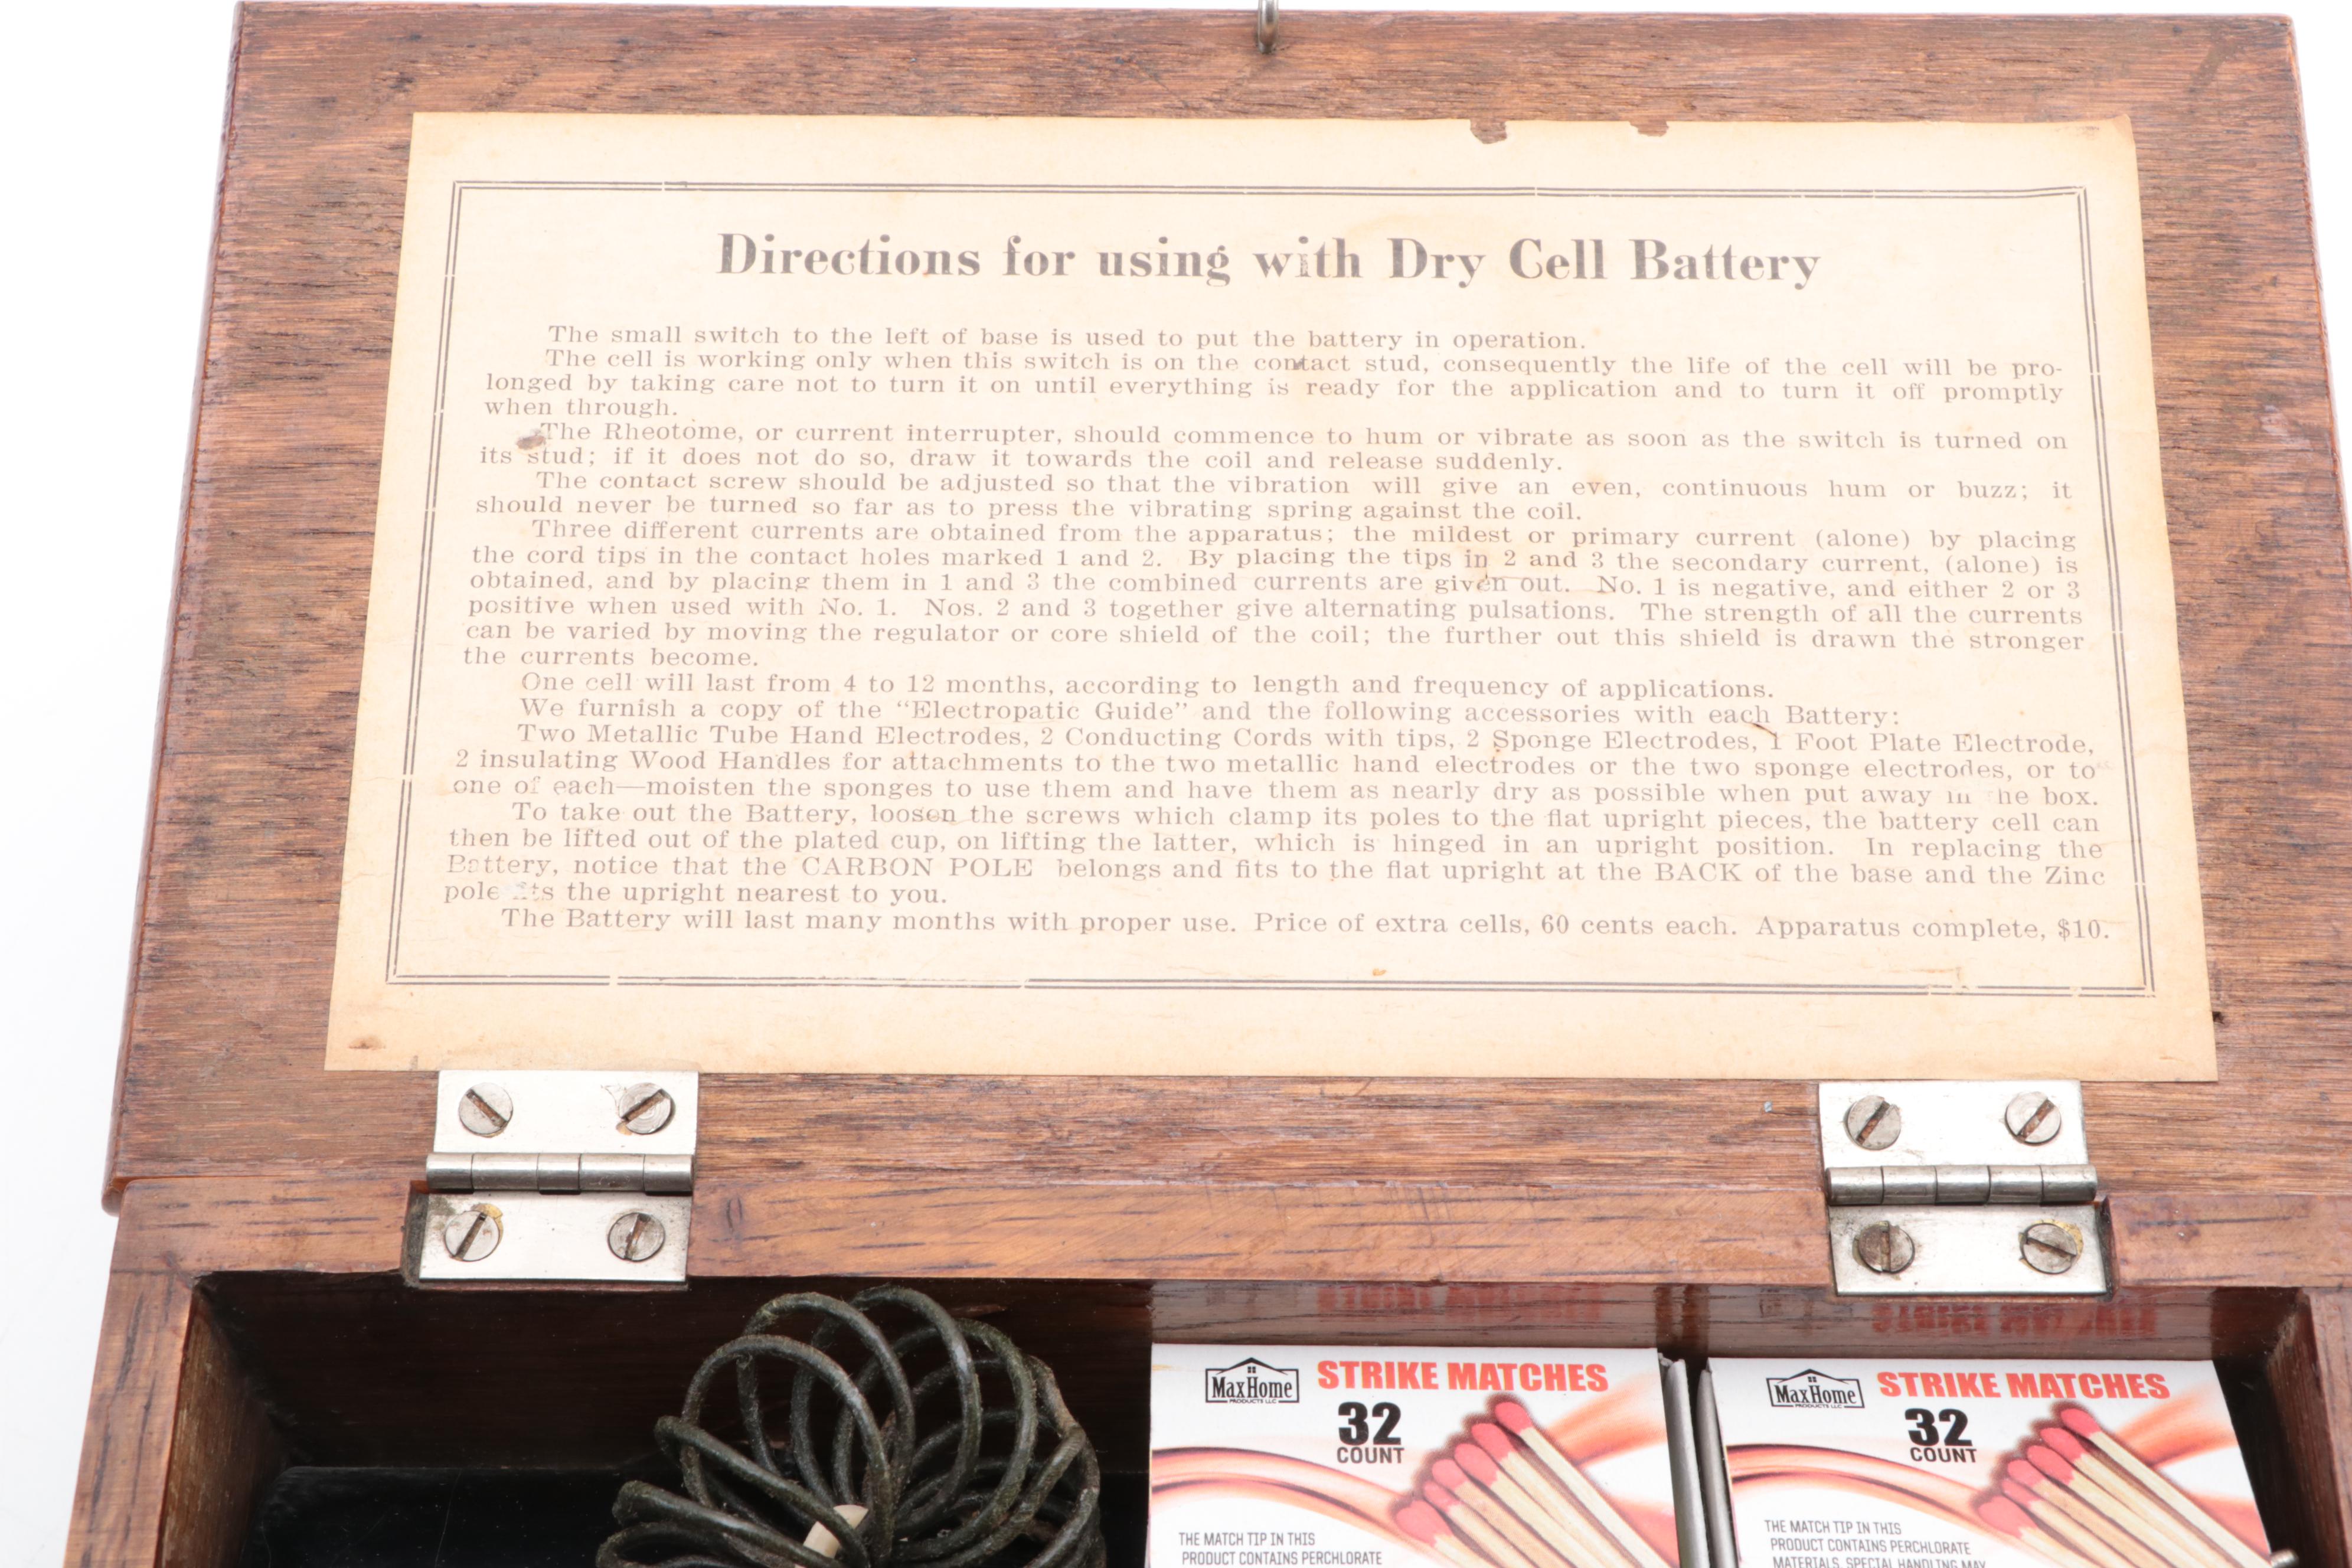 Directions for using with Dry Cell Battery
The small switch to the left of base is used to put the battery in operation.
The cell is working only when this switch is on the contact stud, consequently the life of the cell will be pro-
longed by taking care not to turn it on until everything is ready for the application and to turn it off promptly
when through.
The Rheotome, or current interrupter, should commence to hum or vibrate as soon as the switch is turned on
its stud; if it does not do so, draw it towards the coil and release suddenly.
The contact screw should be adjusted so that the vibration will give an even, continuous hum or buzz; it
should never be turned so far as to press the vibrating spring against the coil.
Three different currents are obtained from the apparatus; the mildest or primary current (alone) by placing
the cord tips in the contact holes marked 1 and 2. By placing the tips in 2 and 3 the secondary current, (alone) is
obtained, and by placing them in 1 and 3 the combined currents are given out. No. 1 is negative, and either 2 or 3
positive when used with No. 1. Nos. 2 and 3 together give alternating pulsations. The strength of all the currents
can be varied by moving the regulator or core shield of the coil; the further out this shield is drawn the stronger
the currents become.
One cell will last from 4 to 12 months, according to length and frequency of applications.
We furnish a copy of the "Electropatic Guide" and the following accessories with each Battery:
Two Metallic Tube Hand Electrodes, 2 Conducting Cords with tips, 2 Sponge Electrodes, 1 Foot Plate Electrode,
2 insulating Wood Handles for attachments to the two metallic hand electrodes or the two sponge electrodes, or to
one of each—moisten the sponges to use them and have them as nearly dry as possible when put away in the box.
To take out the Battery, loosen the screws which clamp its poles to the flat upright pieces, the battery cell can
then be lifted out of the plated cup, on lifting the latter, which is hinged in an upright position. In replacing the
Battery, notice that the CARBON POLE belongs and fits to the flat upright at the BACK of the base and the Zinc
pole fits the upright nearest to you.
The Battery will last many months with proper use. Price of extra cells, 60 cents each. Apparatus complete, $10.
MaxHome
PRODUCTS LLC
STRIKE MATCHES
32
COUNT
THE MATCH TIP IN THIS
PRODUCT CONTAINS PERCHLORATE
MaxHome
PRODUCTS LLC
STRIKE MATCHES
32
COUNT
THE MATCH TIP IN THIS
PRODUCT CONTAINS PERCHLORATE
MATERIALS. SPECIAL HANDLING MAY